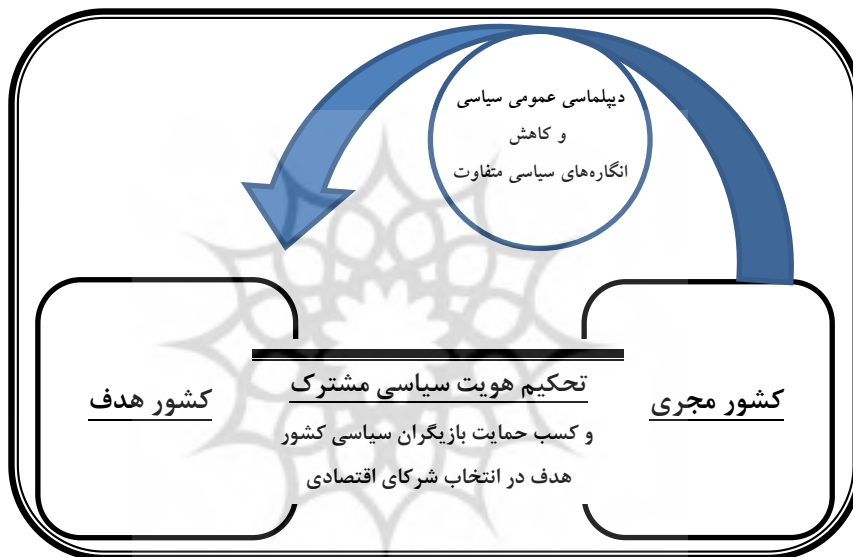 دیپلماسی عمومی سیاسی
و کاهش
انگاره‌های سیاسی متفاوت
کشور مجری
تحکیم هویت سیاسی مشترک
و کسب حمایت بازیگران سیاسی کشور
هدف در انتخاب شرکای اقتصادی
کشور هدف